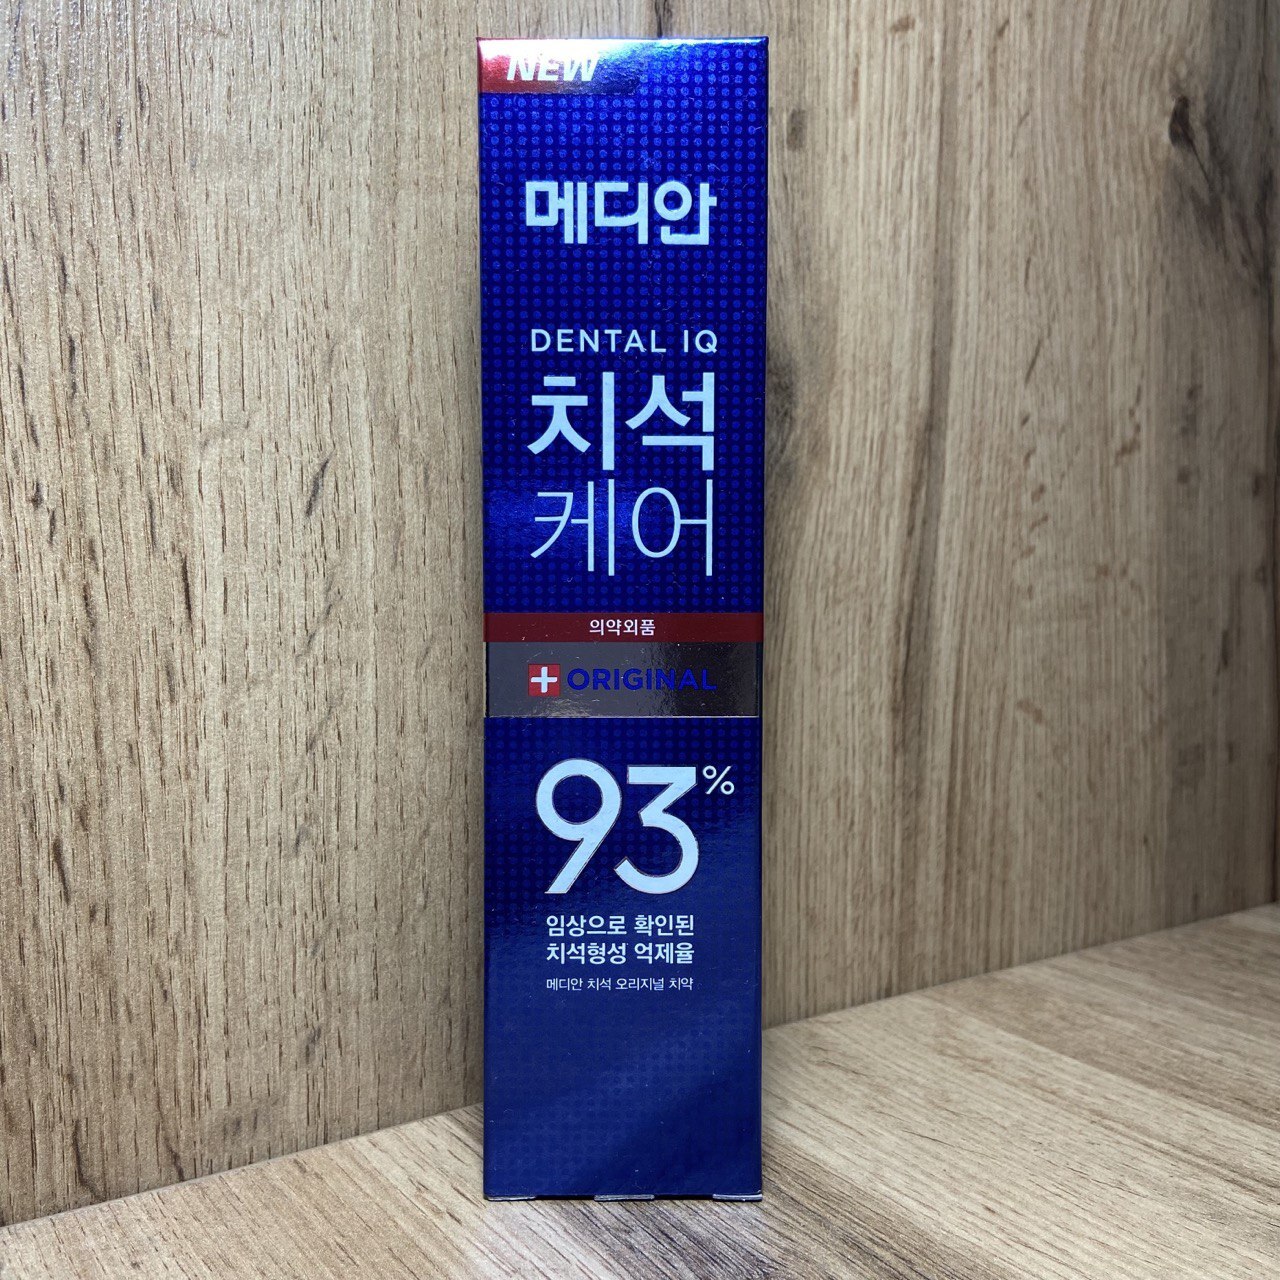 NEW
메디안
DENTAL IQ
치석
케어
의약외품
ORIGINAL
93%
임상으로 확인된
치석형성 억제율
메디안 치석 오리지널 치약